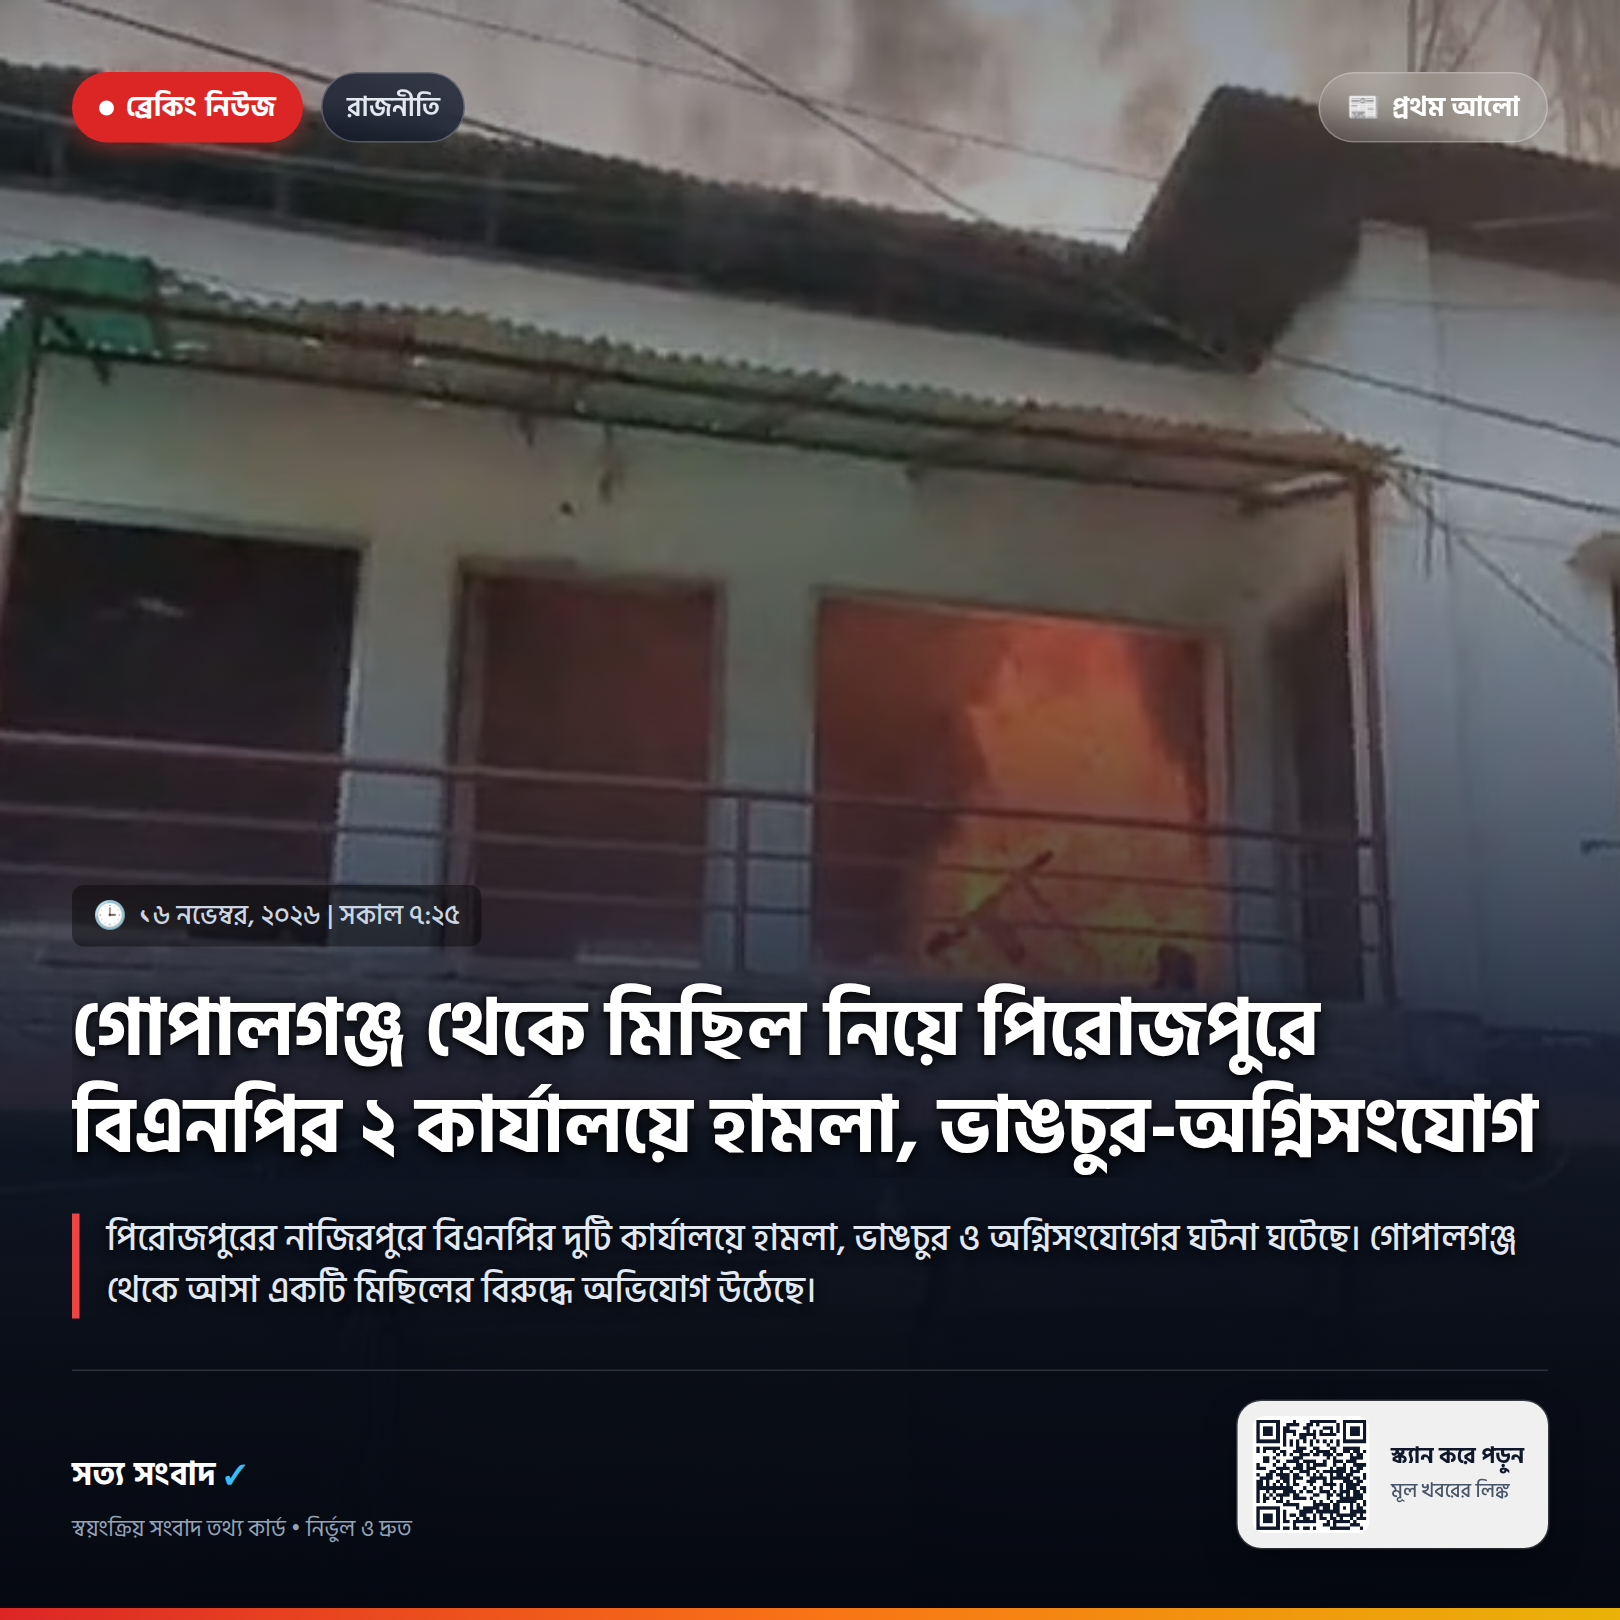 ব্রেকিং নিউজ
রাজনীতি
প্রথম আলো
১৬ নভেম্বর, ২০২৬ | সকাল ৭:২৫
গোপালগঞ্জ থেকে মিছিল নিয়ে পিরোজপুরে
বিএনপির ২ কার্যালয়ে হামলা, ভাঙচুর-অগ্নিসংযোগ
পিরোজপুরের নাজিরপুরে বিএনপির দুটি কার্যালয়ে হামলা, ভাঙচুর ও অগ্নিসংযোগের ঘটনা ঘটেছে। গোপালগঞ্জ
থেকে আসা একটি মিছিলের বিরুদ্ধে অভিযোগ উঠেছে।
সত্য সংবাদ ✓
স্বয়ংক্রিয় সংবাদ তথ্য কার্ড • নির্ভুল ও দ্রুত
স্ক্যান করে পড়ুন
মূল খবরের লিঙ্ক